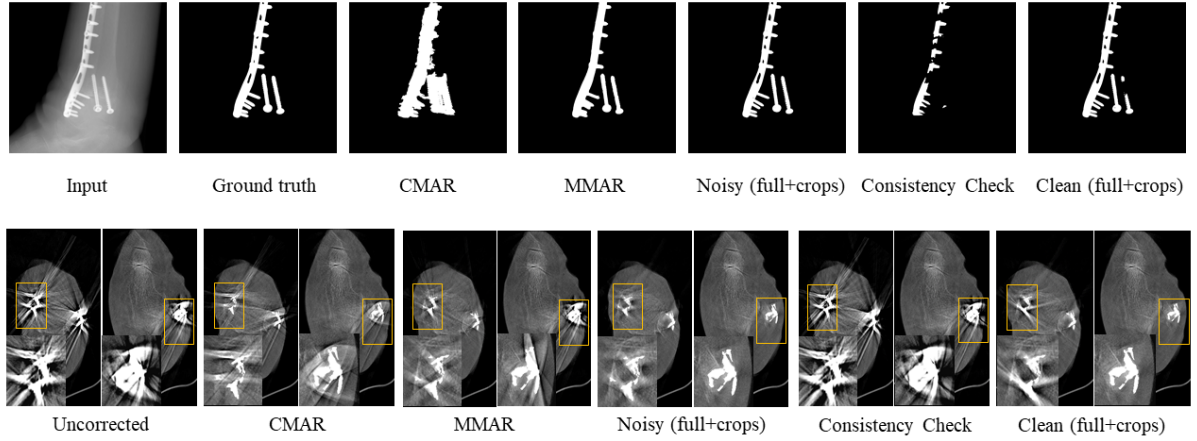 Input Ground truth CMAR MMAR Noisy (full+crops) Consistency Check Clean (full+crops)
Uncorrected CMAR MMAR Noisy (full+crops) Consistency Check Clean (full+crops)